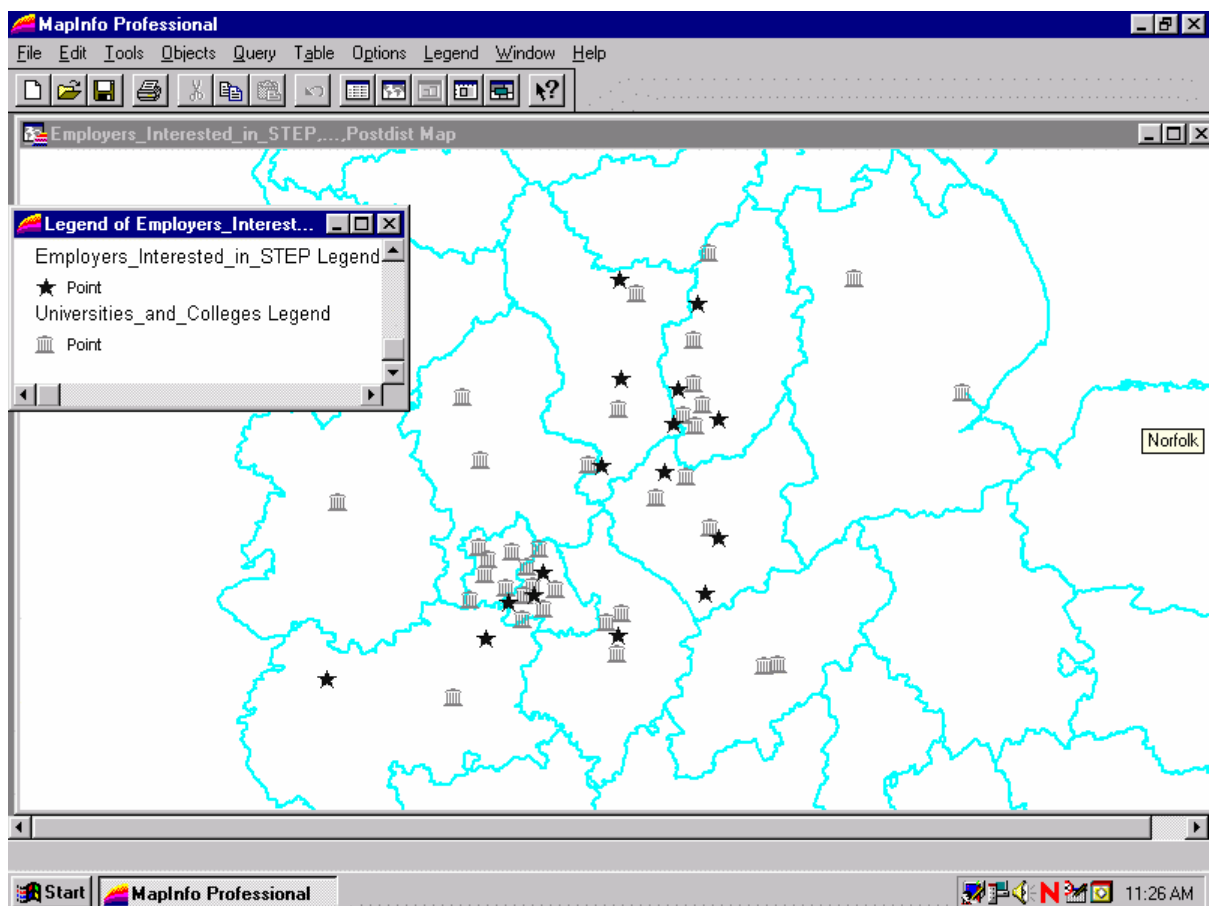 MapInfo Professional
File Edit Tools Objects Query Table Options Legend Window Help
Employers_Interested_in_STEP,...,Postdist Map
Legend of Employers_Interest...
Employers_Interested_in_STEP Legend
Point
Universities_and_Colleges Legend
Point
Norfolk
Start MapInfo Professional 11:26 AM